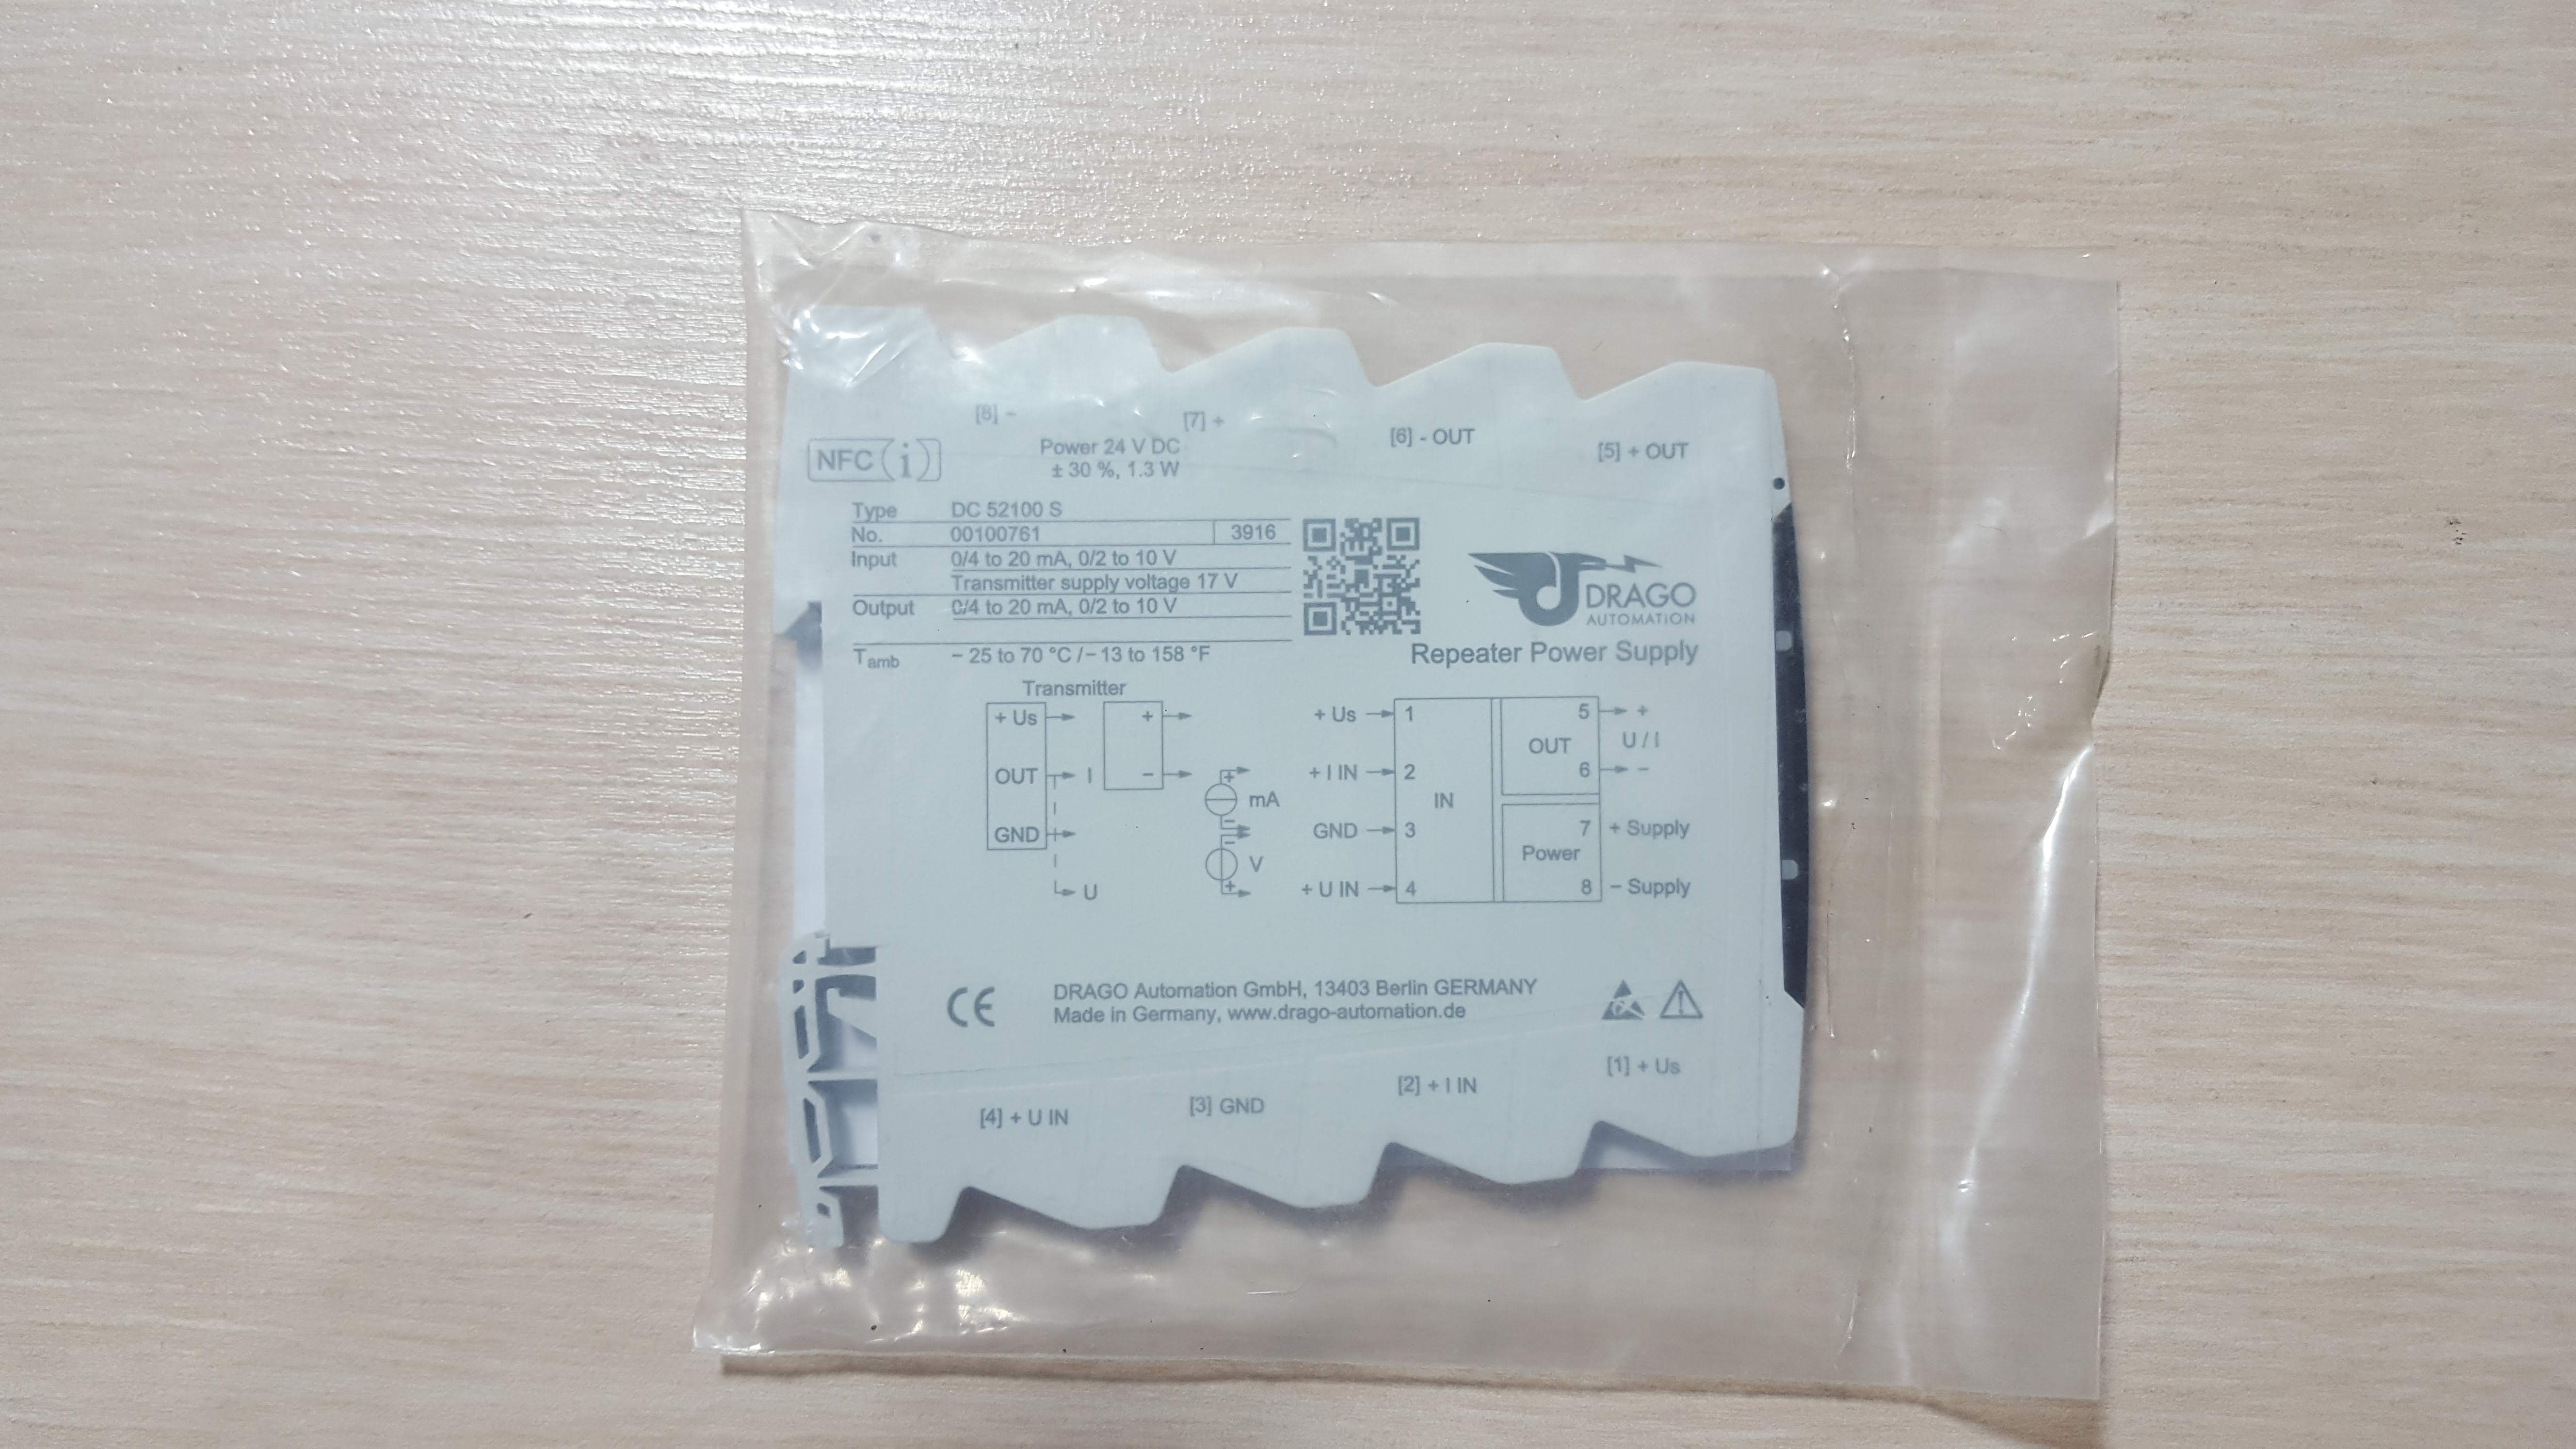 [8] -
[7] +
[6] - OUT
[5] + OUT
NFC (i)
Power 24 V DC
± 30 %, 1.3 W
Type DC 52100 S
No. 00100761 3916
Input 0/4 to 20 mA, 0/2 to 10 V
Transmitter supply voltage 17 V
Output 0/4 to 20 mA, 0/2 to 10 V
Tamb – 25 to 70 °C / – 13 to 158 °F
DRAGO
AUTOMATION
Repeater Power Supply
Transmitter
+ Us
OUT
GND
I
U
+
–
+
mA
–
–
V
+
+ Us 1
+ I IN 2
GND 3
+ U IN 4
IN
OUT
5 +
U / I
6 –
Power
7 + Supply
8 – Supply
CE
DRAGO Automation GmbH, 13403 Berlin GERMANY
Made in Germany, www.drago-automation.de
[4] + U IN
[3] GND
[2] + I IN
[1] + Us